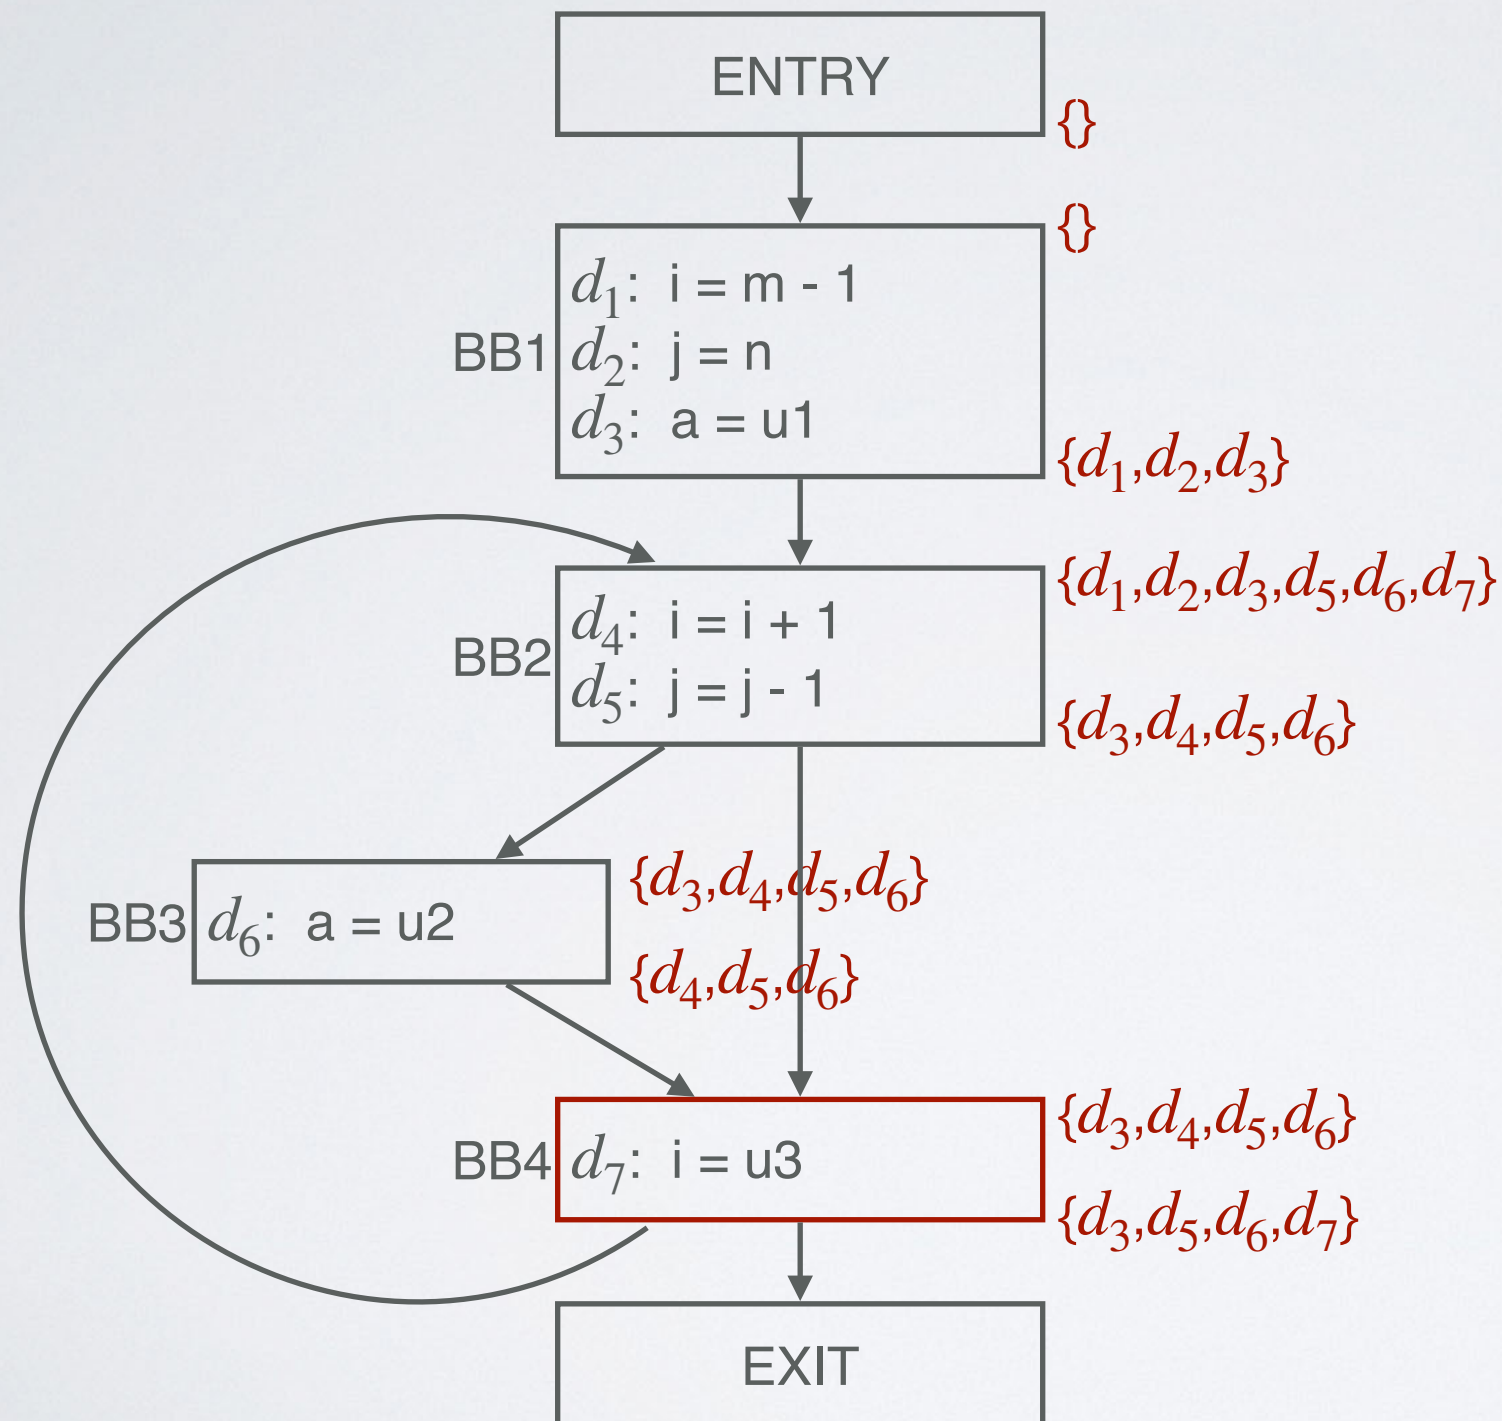 ENTRY
{}
{}
d₁: i = m - 1
BB1 d₂: j = n
d₃: a = u1
{d₁,d₂,d₃}
{d₁,d₂,d₃,d₅,d₆,d₇}
d₄: i = i + 1
BB2
d₅: j = j - 1
{d₃,d₄,d₅,d₆}
{d₃,d₄,d₅,d₆}
BB3 d₆: a = u2
{d₄,d₅,d₆}
{d₃,d₄,d₅,d₆}
BB4 d₇: i = u3
{d₃,d₅,d₆,d₇}
EXIT